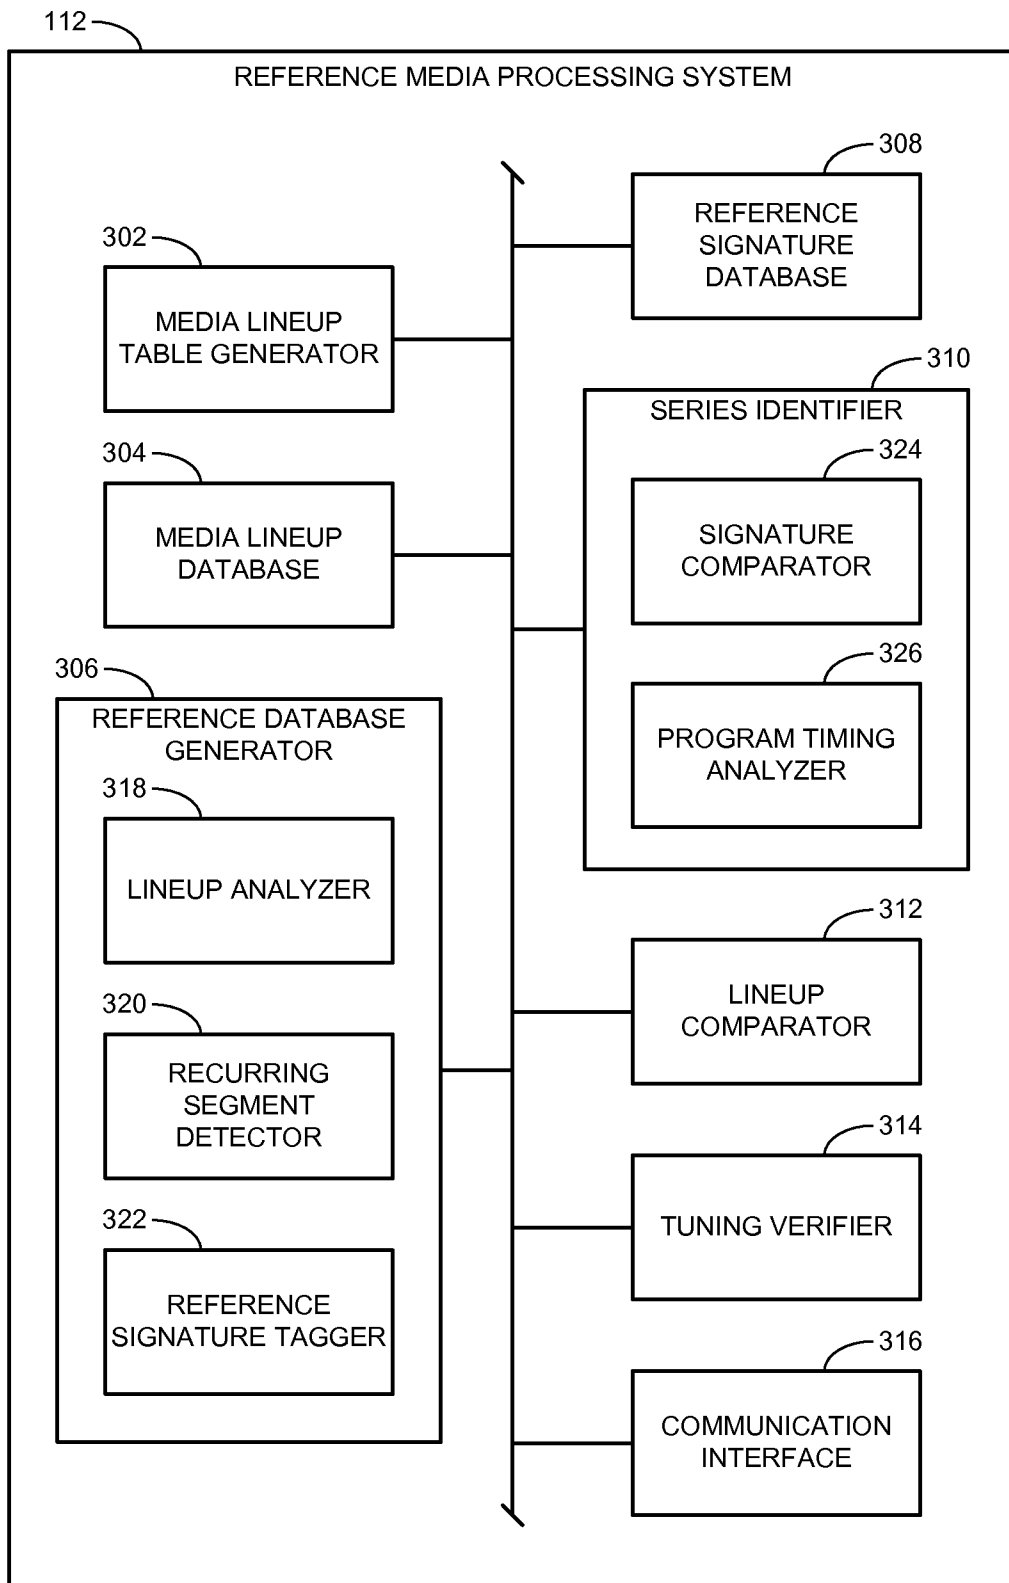 112
REFERENCE MEDIA PROCESSING SYSTEM
302
MEDIA LINEUP
TABLE GENERATOR
304
MEDIA LINEUP
DATABASE
306
REFERENCE DATABASE
GENERATOR
318
LINEUP ANALYZER
320
RECURRING
SEGMENT
DETECTOR
322
REFERENCE
SIGNATURE TAGGER
308
REFERENCE
SIGNATURE
DATABASE
310
SERIES IDENTIFIER
324
SIGNATURE
COMPARATOR
326
PROGRAM TIMING
ANALYZER
312
LINEUP
COMPARATOR
314
TUNING VERIFIER
316
COMMUNICATION
INTERFACE